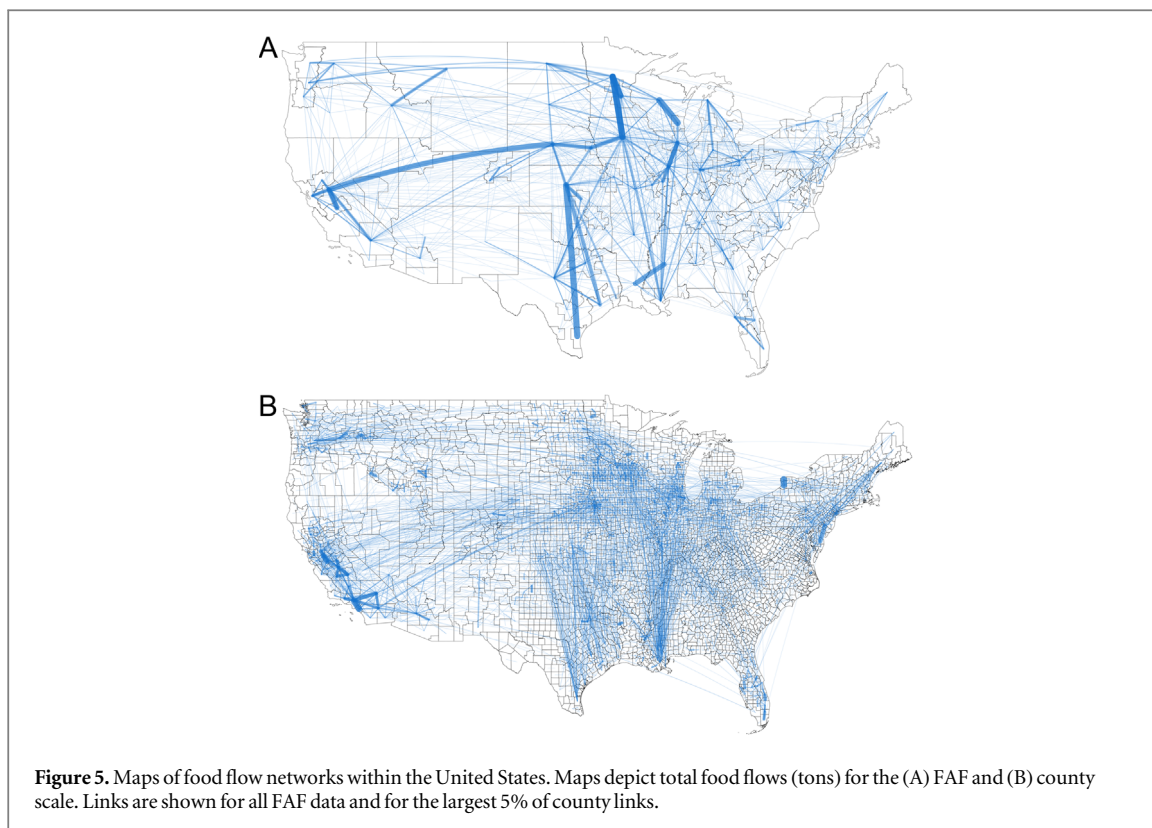 A
B
Figure 5. Maps of food flow networks within the United States. Maps depict total food flows (tons) for the (A) FAF and (B) county
scale. Links are shown for all FAF data and for the largest 5% of county links.